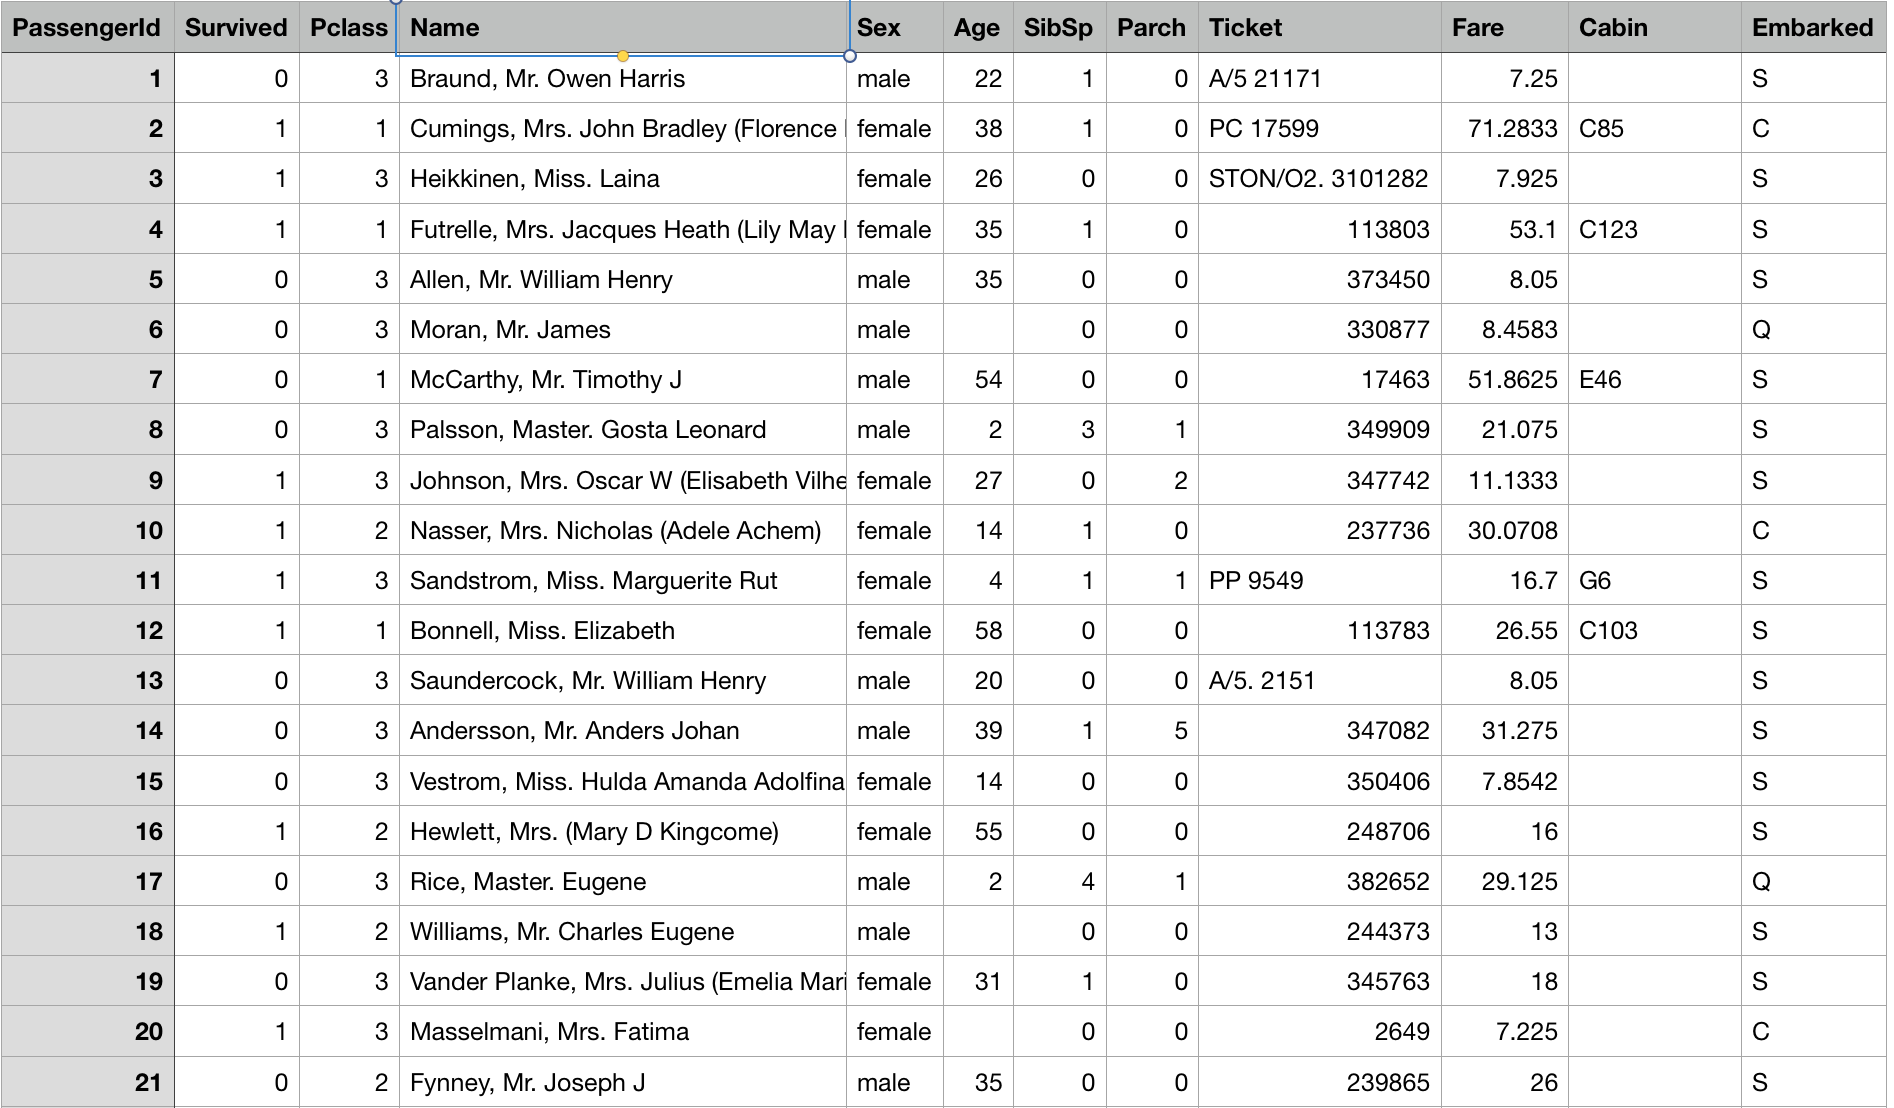 PassengerId Survived Pclass Name Sex Age SibSp Parch Ticket Fare Cabin Embarked
1 0 3 Braund, Mr. Owen Harris male 22 1 0 A/5 21171 7.25 S
2 1 1 Cumings, Mrs. John Bradley (Florence female 38 1 0 PC 17599 71.2833 C85 C
3 1 3 Heikkinen, Miss. Laina female 26 0 0 STON/O2. 3101282 7.925 S
4 1 1 Futrelle, Mrs. Jacques Heath (Lily May female 35 1 0 113803 53.1 C123 S
5 0 3 Allen, Mr. William Henry male 35 0 0 373450 8.05 S
6 0 3 Moran, Mr. James male 0 0 330877 8.4583 Q
7 0 1 McCarthy, Mr. Timothy J male 54 0 0 17463 51.8625 E46 S
8 0 3 Palsson, Master. Gosta Leonard male 2 3 1 349909 21.075 S
9 1 3 Johnson, Mrs. Oscar W (Elisabeth Vilhe female 27 0 2 347742 11.1333 S
10 1 2 Nasser, Mrs. Nicholas (Adele Achem) female 14 1 0 237736 30.0708 C
11 1 3 Sandstrom, Miss. Marguerite Rut female 4 1 1 PP 9549 16.7 G6 S
12 1 1 Bonnell, Miss. Elizabeth female 58 0 0 113783 26.55 C103 S
13 0 3 Saundercock, Mr. William Henry male 20 0 0 A/5. 2151 8.05 S
14 0 3 Andersson, Mr. Anders Johan male 39 1 5 347082 31.275 S
15 0 3 Vestrom, Miss. Hulda Amanda Adolfina female 14 0 0 350406 7.8542 S
16 1 2 Hewlett, Mrs. (Mary D Kingcome) female 55 0 0 248706 16 S
17 0 3 Rice, Master. Eugene male 2 4 1 382652 29.125 Q
18 1 2 Williams, Mr. Charles Eugene male 0 0 244373 13 S
19 0 3 Vander Planke, Mrs. Julius (Emelia Mari female 31 1 0 345763 18 S
20 1 3 Masselmani, Mrs. Fatima female 0 0 2649 7.225 C
21 0 2 Fynney, Mr. Joseph J male 35 0 0 239865 26 S